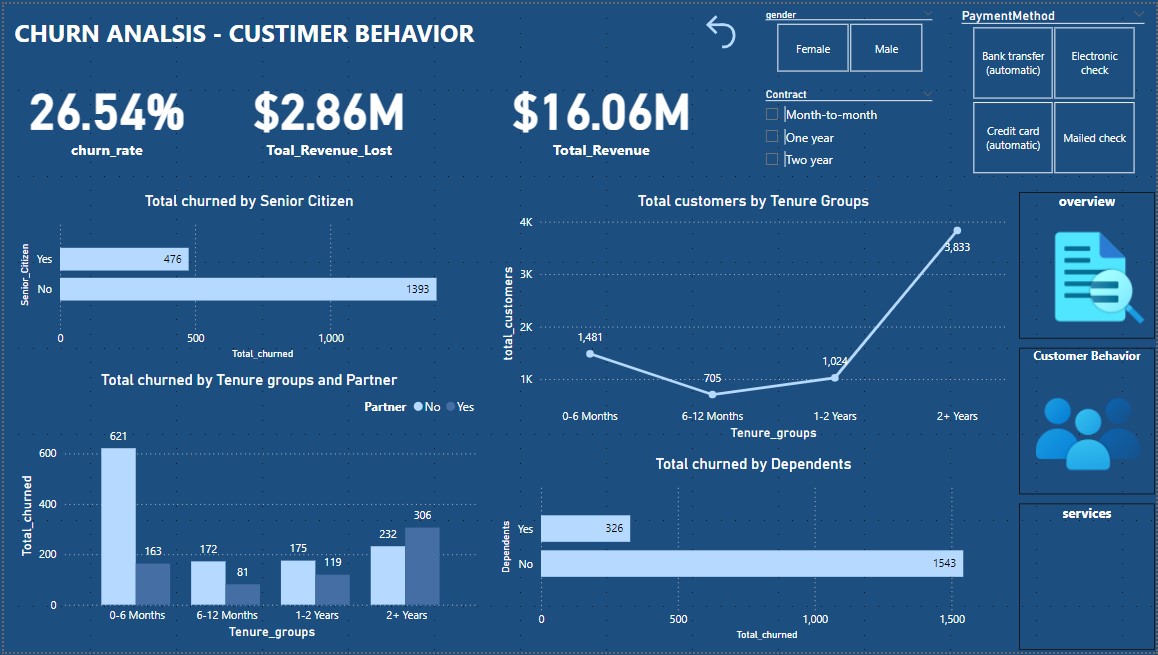 CHURN ANALSIS - CUSTIMER BEHAVIOR
26.54%
churn_rate
$2.86M
Toal_Revenue_Lost
$16.06M
Total_Revenue
gender
Female
Male
Contract
Month-to-month
One year
Two year
PaymentMethod
Bank transfer
(automatic)
Electronic
check
Credit card
(automatic)
Mailed check
Total churned by Senior Citizen
Senior_Citizen
Yes
476
No
1393
0
500
1,000
Total_churned
Total customers by Tenure Groups
total_customers
4K
3K
2K
1K
1,481
705
1,024
3,833
0-6 Months
6-12 Months
1-2 Years
2+ Years
Tenure_groups
Total churned by Tenure groups and Partner
Partner
No
Yes
Total_churned
600
400
200
0
621
163
172
81
175
119
232
306
0-6 Months
6-12 Months
1-2 Years
2+ Years
Tenure_groups
Total churned by Dependents
Dependents
Yes
326
No
1543
0
500
1,000
1,500
Total_churned
overview
Customer Behavior
services